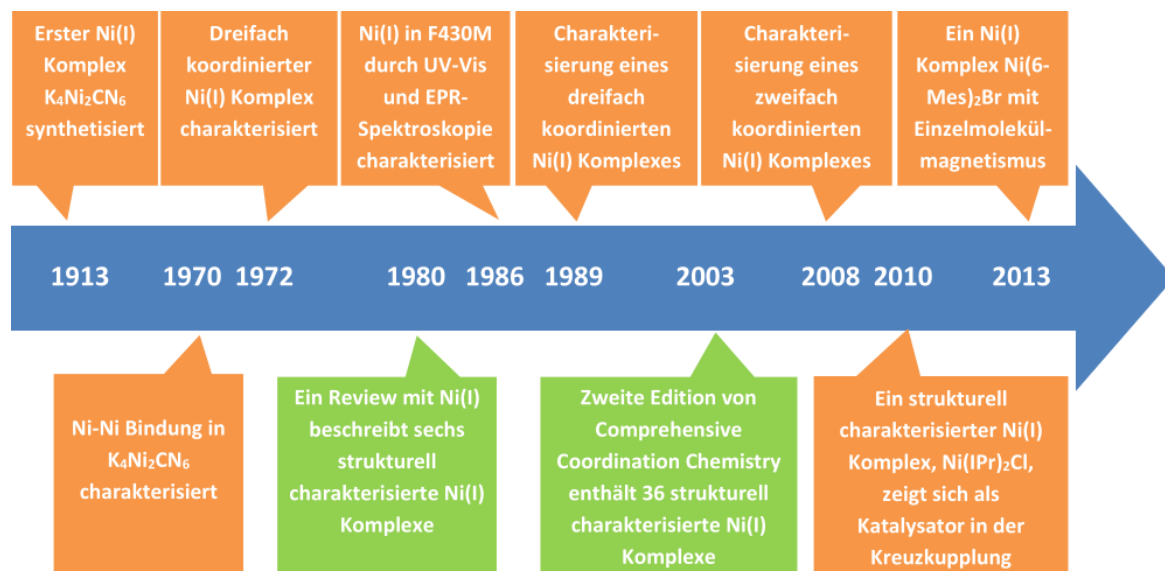 Erster Ni(I)
Komplex
K₄Ni₂CN₆
synthetisiert
Dreifach
koordinierter
Ni(I) Komplex
charakterisiert
Ni(I) in F430M
durch UV-Vis
und EPR-
Spektroskopie
charakterisiert
Charakteri-
sierung eines
dreifach
koordinierten
Ni(I) Komplexes
Charakteri-
sierung eines
zweifach
koordinierten
Ni(I) Komplexes
Ein Ni(I)
Komplex Ni(6-
Mes)₂Br mit
Einzelmolekül-
magnetismus
1913 1970 1972 1980 1986 1989 2003 2008 2010 2013
Ni-Ni Bindung in
K₄Ni₂CN₆
charakterisiert
Ein Review mit Ni(I)
beschreibt sechs
strukturell
charakterisierte Ni(I)
Komplexe
Zweite Edition von
Comprehensive
Coordination Chemistry
enthält 36 strukturell
charakterisierte Ni(I)
Komplexe
Ein strukturell
charakterisierter Ni(I)
Komplex, Ni(IPr)₂Cl,
zeigt sich als
Katalysator in der
Kreuzkupplung